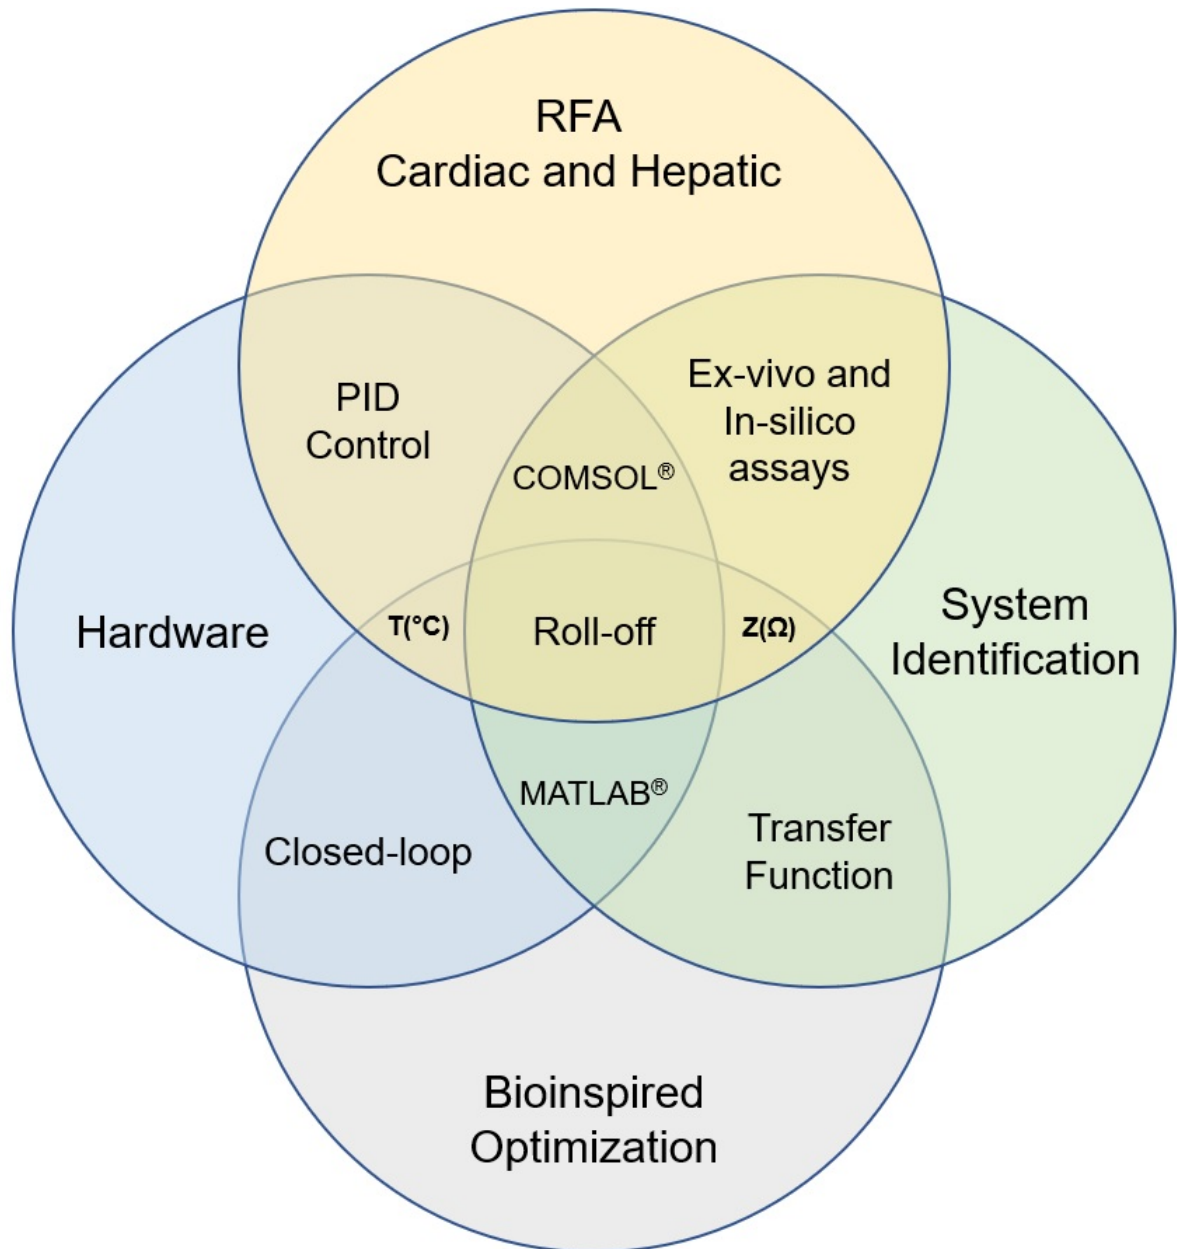 RFA
Cardiac and Hepatic
PID
Control
Ex-vivo and
In-silico
assays
COMSOL®
Hardware
T(°C)
Roll-off
Z(Ω)
System
Identification
MATLAB®
Closed-loop
Transfer
Function
Bioinspired
Optimization